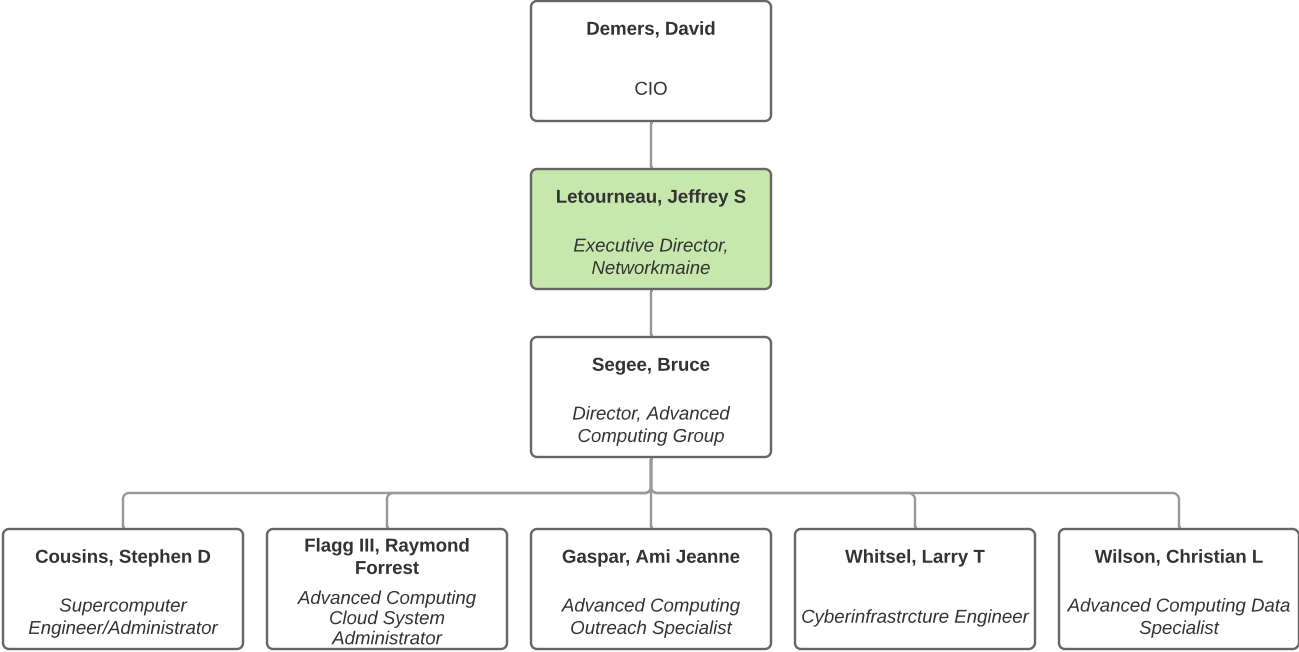 Demers, David
CIO
Letourneau, Jeffrey S
Executive Director,
Networkmaine
Segee, Bruce
Director, Advanced
Computing Group
Cousins, Stephen D
Supercomputer
Engineer/Administrator
Flagg III, Raymond
Forrest
Advanced Computing
Cloud System
Administrator
Gaspar, Ami Jeanne
Advanced Computing
Outreach Specialist
Whitsel, Larry T
Cyberinfrastrcture Engineer
Wilson, Christian L
Advanced Computing Data
Specialist